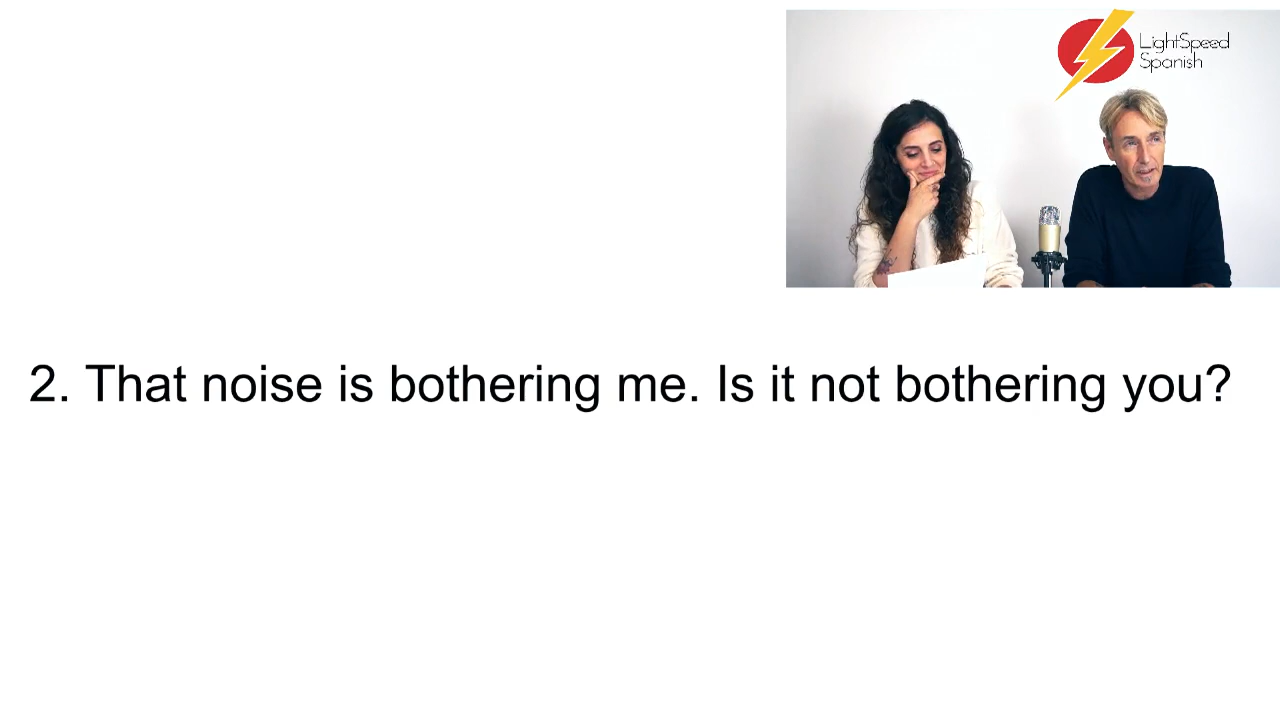 LightSpeed
Spanish
2. That noise is bothering me. Is it not bothering you?